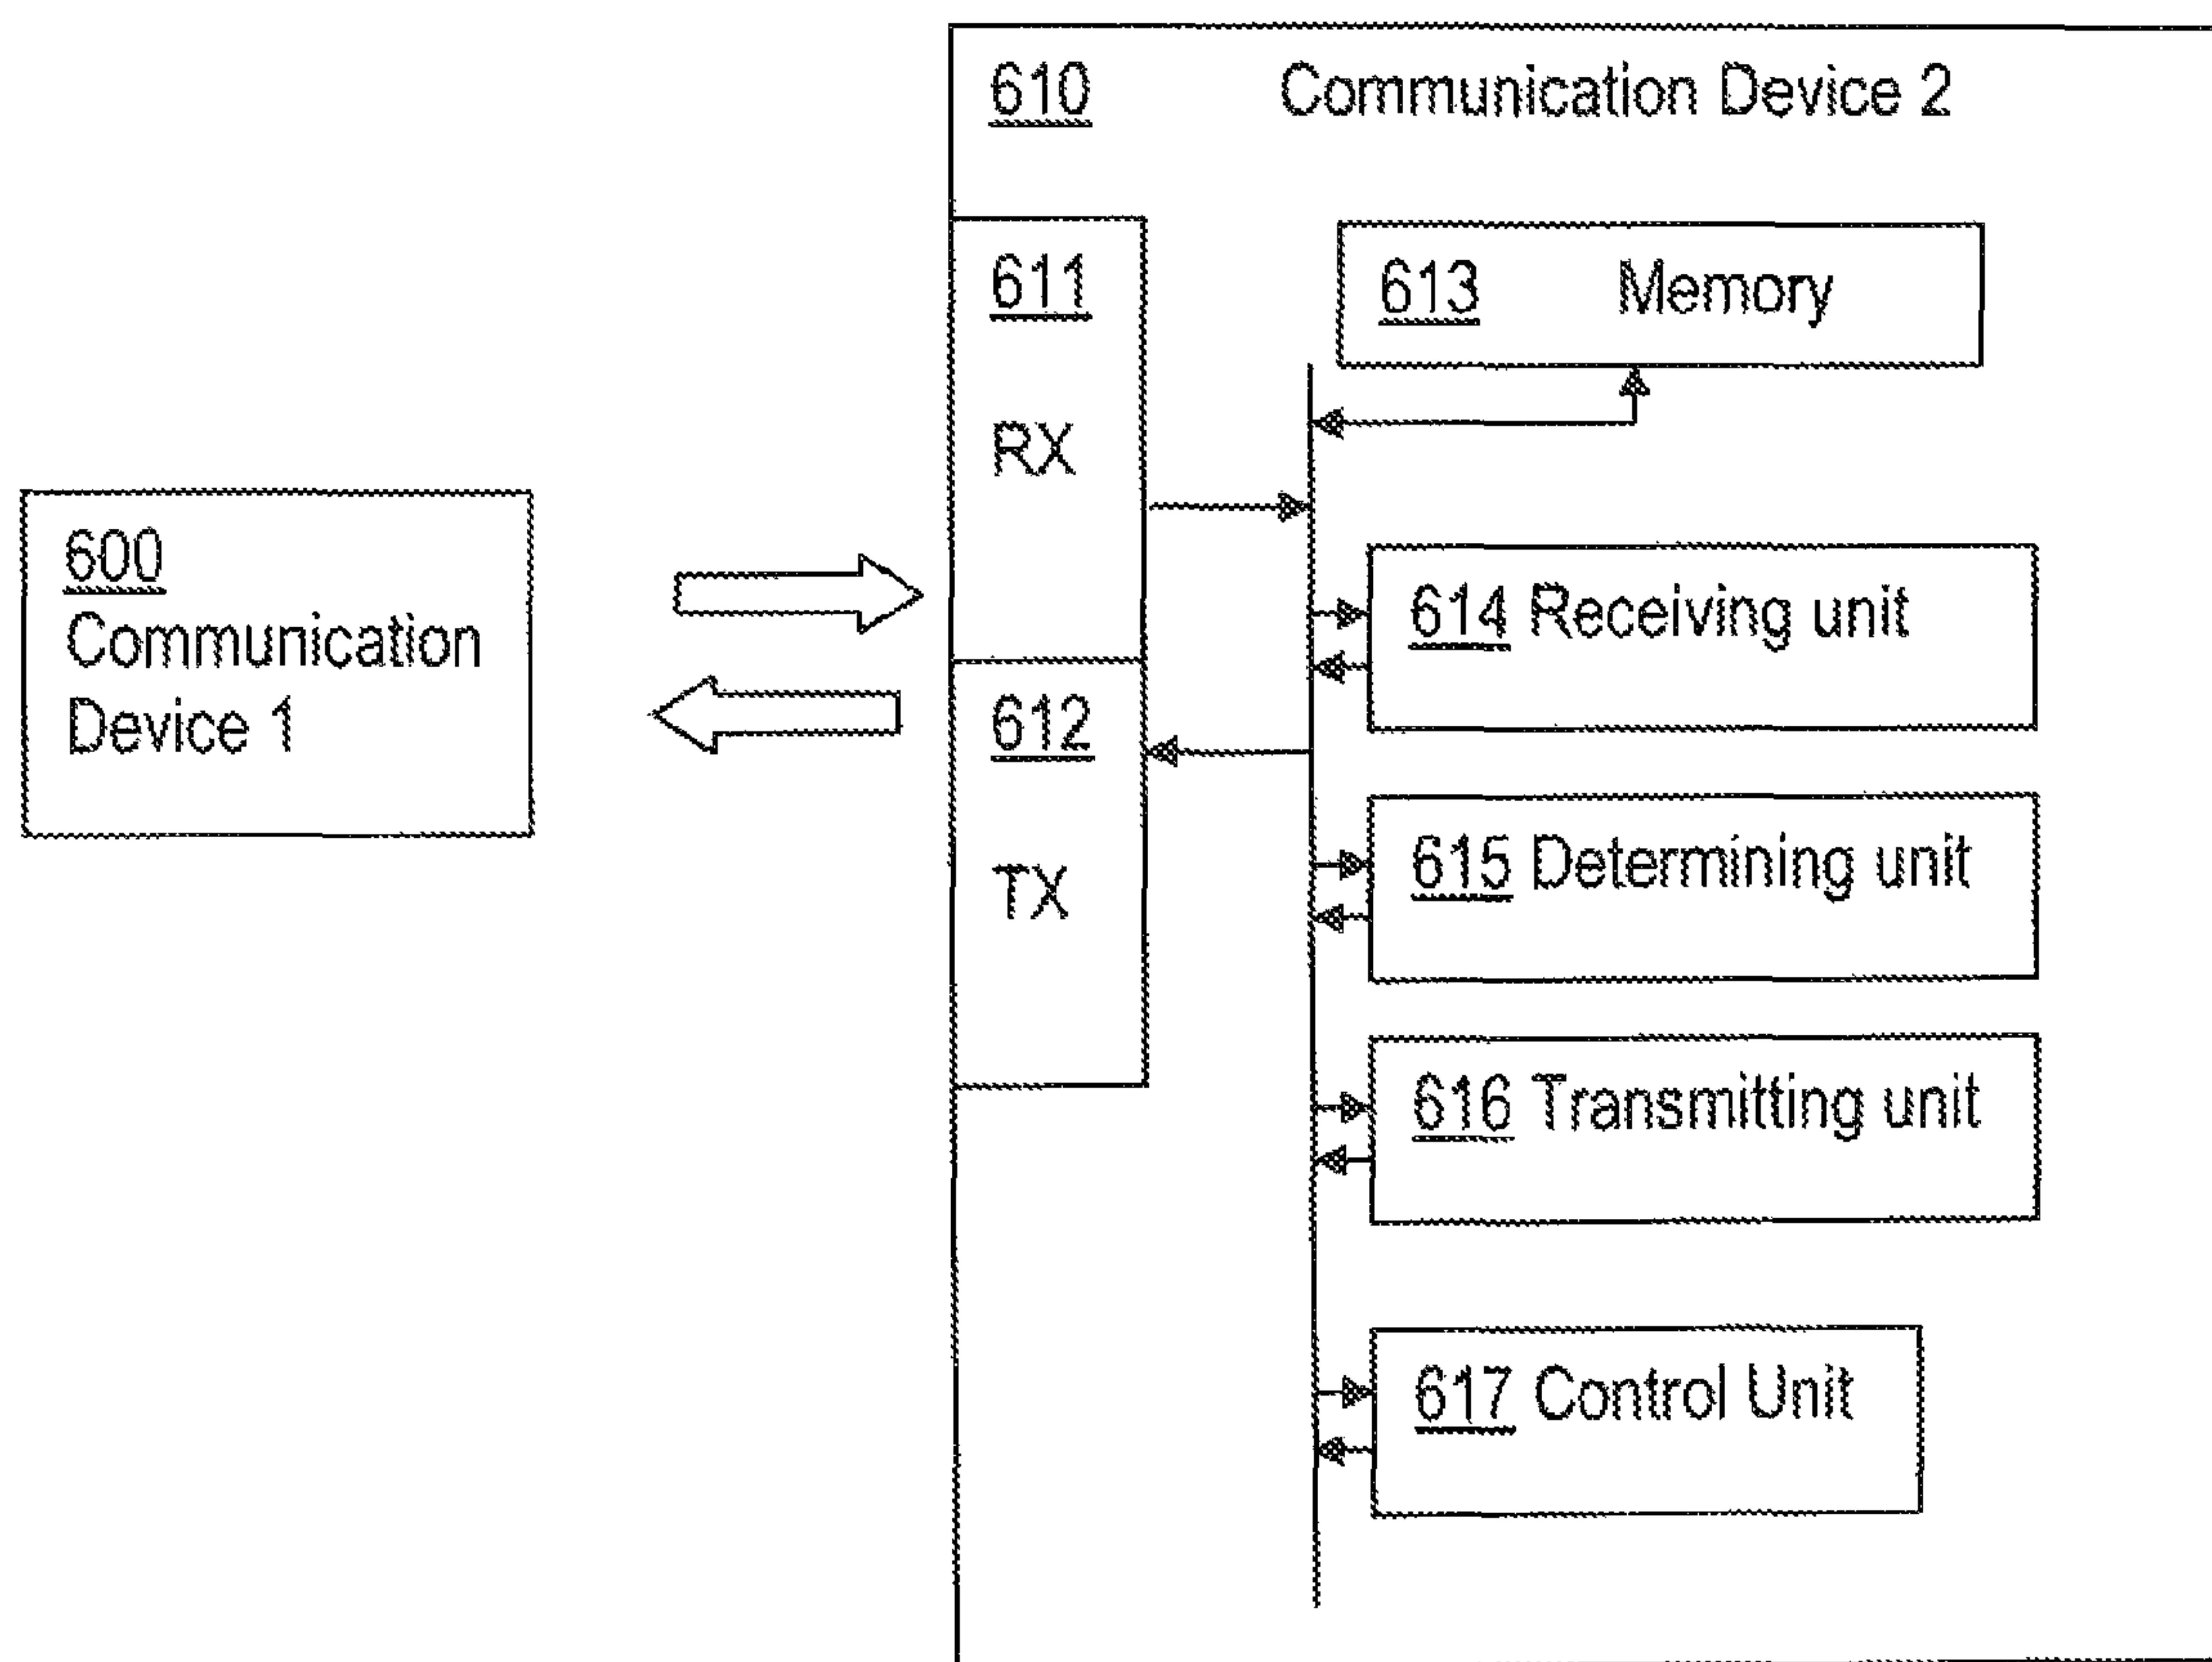 610 Communication Device 2
611
RX
612
TX
613 Memory
614 Receiving unit
615 Determining unit
616 Transmitting unit
617 Control Unit
600
Communication
Device 1